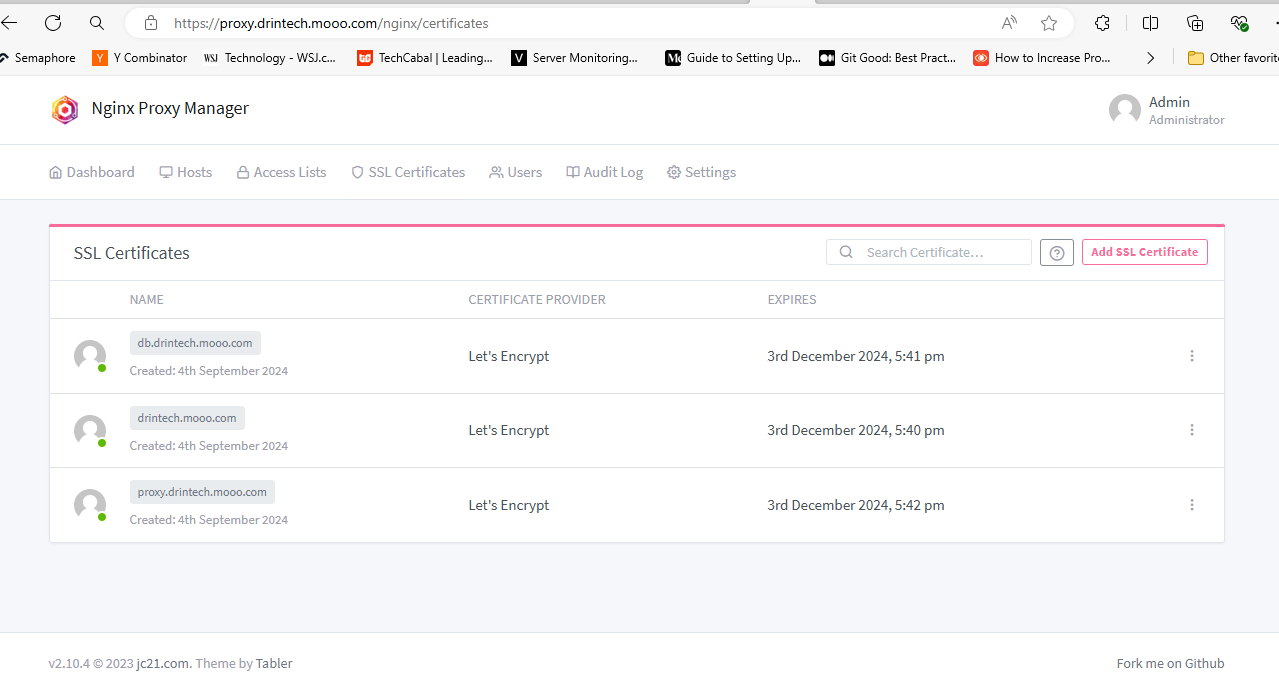 https://proxy.drintech.mooo.com/nginx/certificates
Semaphore Y Combinator WSJ Technology - WSJ.c... TechCabal | Leading... V Server Monitoring... Guide to Setting Up... Git Good: Best Pract... How to Increase Pro... Other favorit
Nginx Proxy Manager
Admin
Administrator
Dashboard Hosts Access Lists SSL Certificates Users Audit Log Settings
SSL Certificates Search Certificate... Add SSL Certificate
NAME CERTIFICATE PROVIDER EXPIRES
db.drintech.mooo.com
Created: 4th September 2024
Let's Encrypt 3rd December 2024, 5:41 pm
drintech.mooo.com
Created: 4th September 2024
Let's Encrypt 3rd December 2024, 5:40 pm
proxy.drintech.mooo.com
Created: 4th September 2024
Let's Encrypt 3rd December 2024, 5:42 pm
v2.10.4 © 2023 jc21.com. Theme by Tabler Fork me on Github